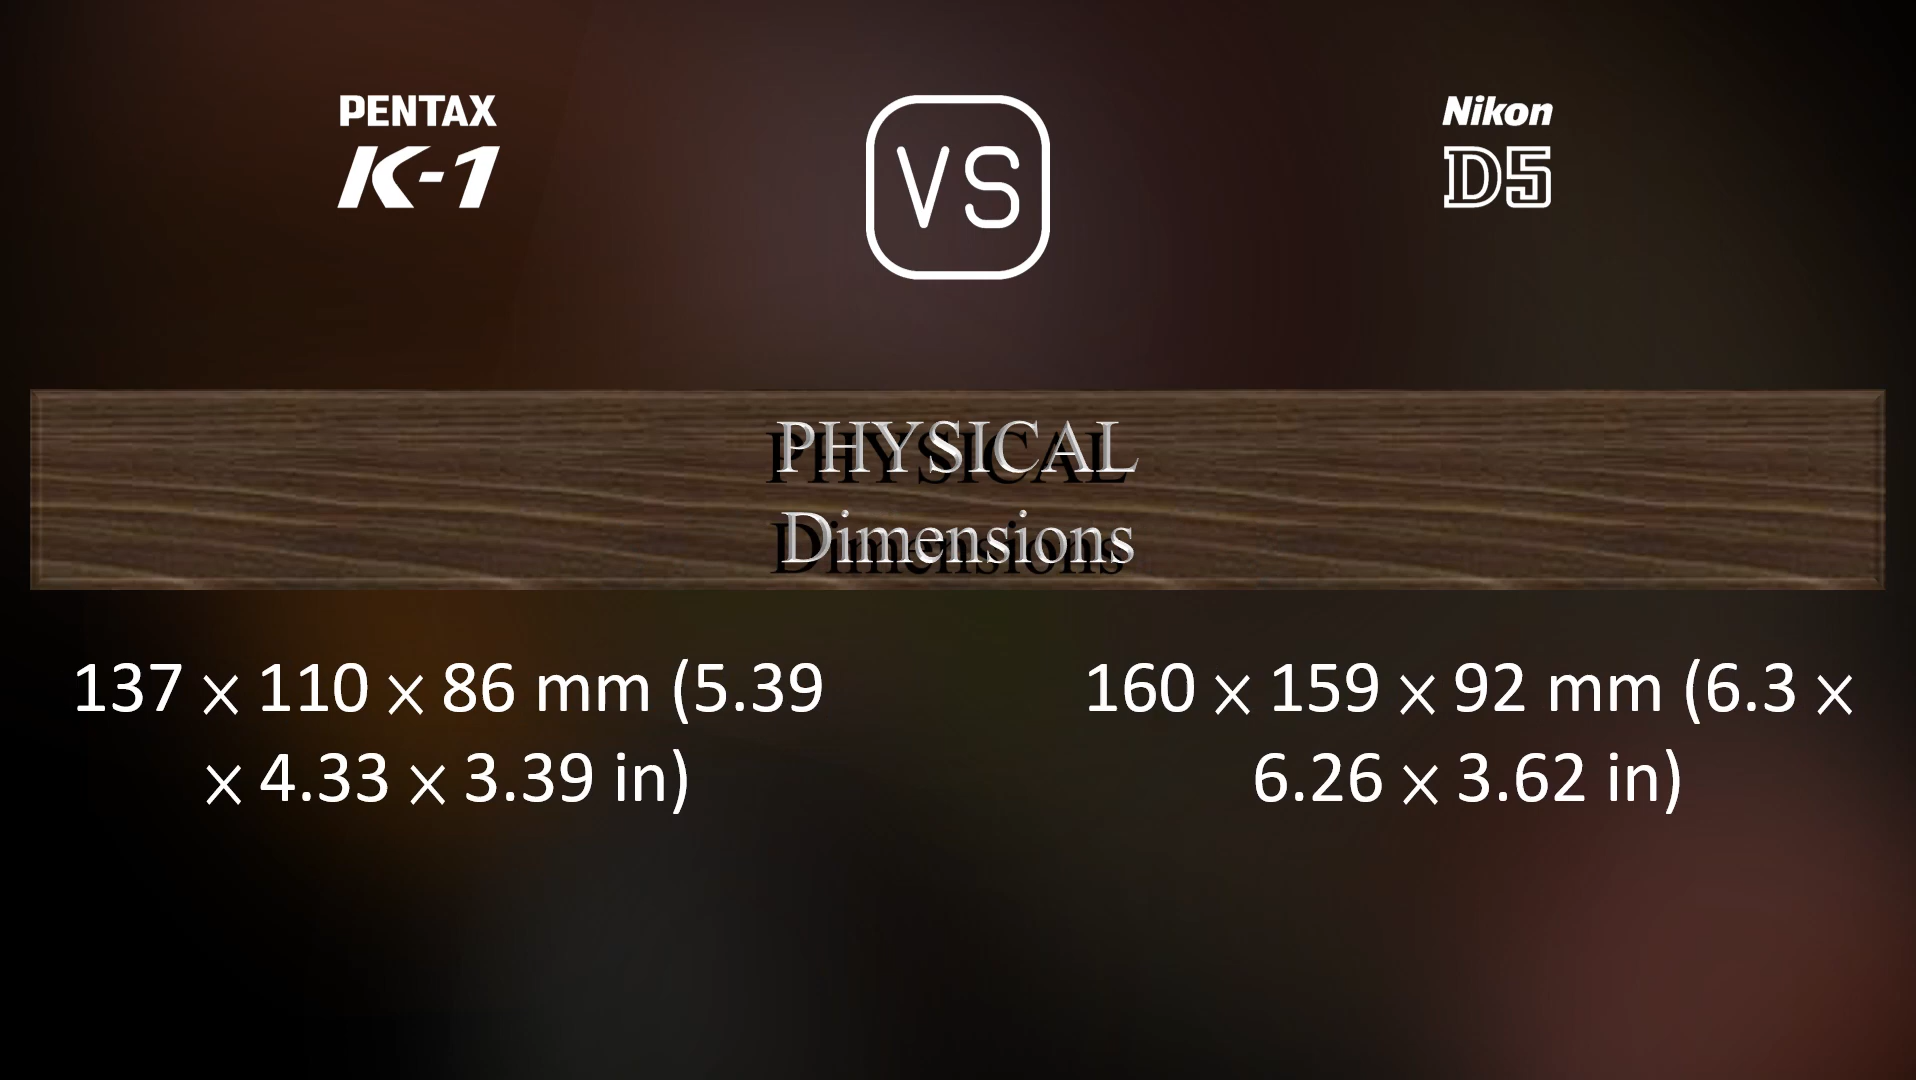 PENTAX
K-1
VS
Nikon
D5
PHYSICAL
Dimensions
137 x 110 x 86 mm (5.39
x 4.33 x 3.39 in)
160 x 159 x 92 mm (6.3 x
6.26 x 3.62 in)